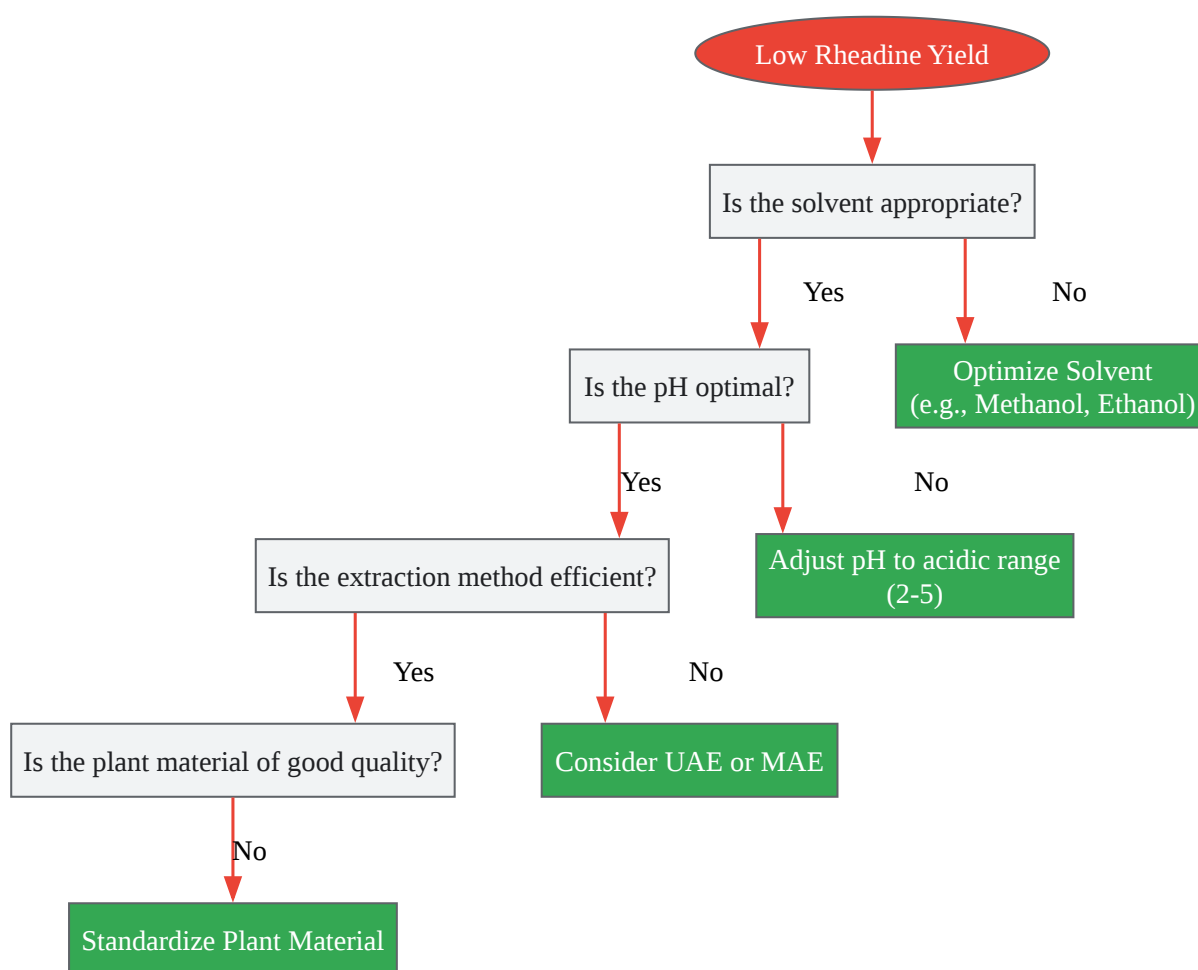 Low Rheadine Yield
Is the solvent appropriate?
Yes
No
Is the pH optimal?
Optimize Solvent
(e.g., Methanol, Ethanol)
Yes
No
Is the extraction method efficient?
Adjust pH to acidic range
(2-5)
Yes
No
Is the plant material of good quality?
Consider UAE or MAE
No
Standardize Plant Material